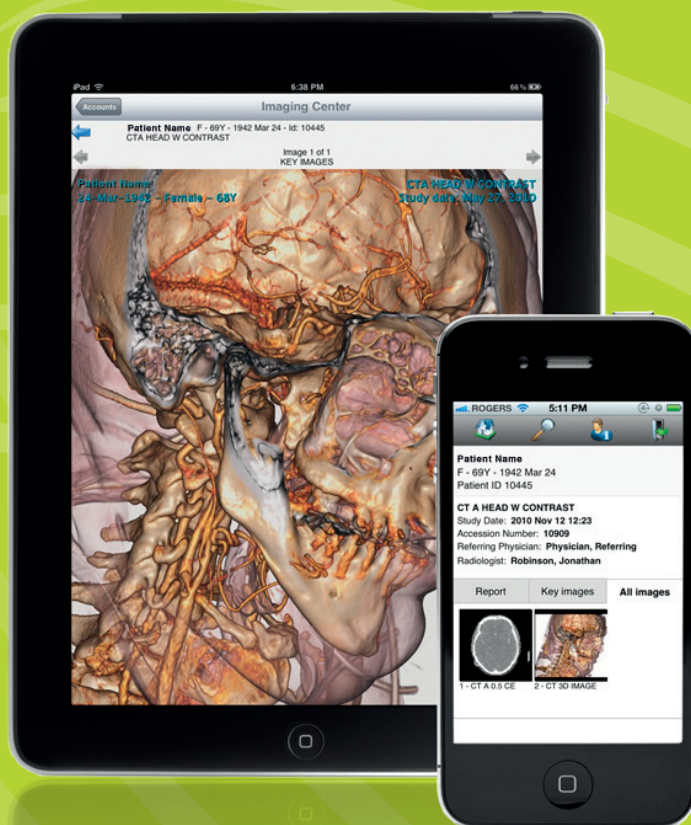 iPad 6:38 PM 66%
Accounts Imaging Center
Patient Name F - 69Y - 1942 Mar 24 - Id: 10445
CTA HEAD W CONTRAST
Image 1 of 1
KEY IMAGES
Patient Name CTA HEAD W CONTRAST
24-Mar-1942 - Female - 68Y Study date: May 27, 2010
ROGERS 5:11 PM
Patient Name
F - 69Y - 1942 Mar 24
Patient ID 10445
CT A HEAD W CONTRAST
Study Date: 2010 Nov 12 12:23
Accession Number: 10909
Referring Physician: Physician, Referring
Radiologist: Robinson, Jonathan
Report Key images All images
1 - CT A 0.5 CE 2 - CT 3D IMAGE